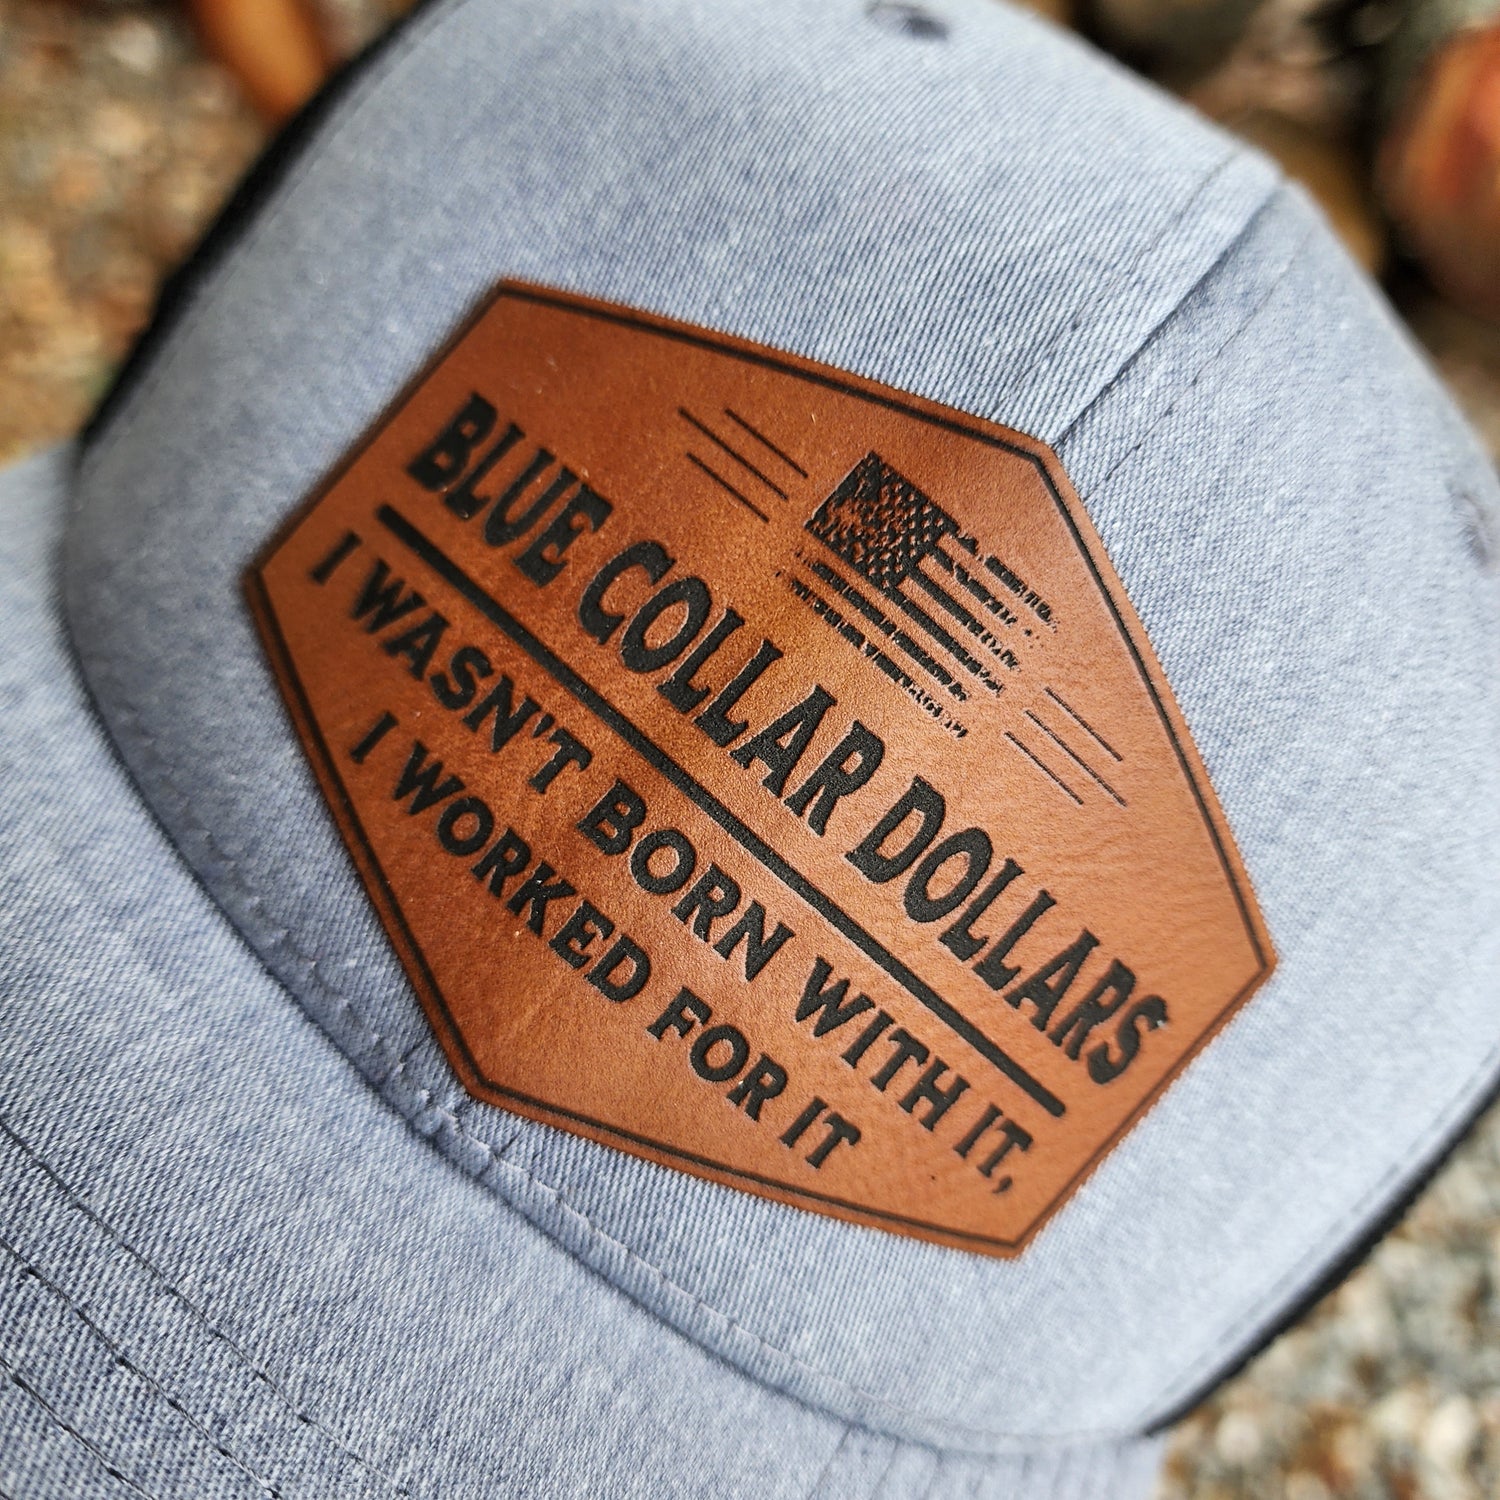 BLUE COLLAR DOLLARS
I WASN'T BORN WITH IT,
I WORKED FOR IT